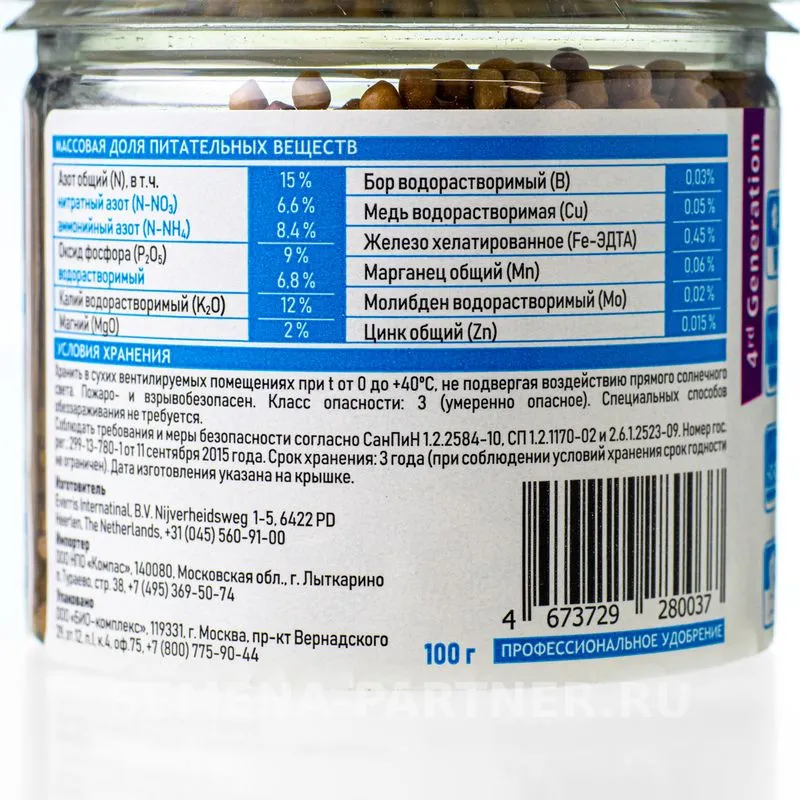 МАССОВАЯ ДОЛЯ ПИТАТЕЛЬНЫХ ВЕЩЕСТВ
Азот общий (N), в т.ч. 15 %
нитратный азот (N-NO₃) 6,6 %
аммонийный азот (N-NH₄) 8,4 %
Оксид фосфора (P₂O₅) 9 %
водорастворимый 6,8 %
Калий водорастворимый (K₂O) 12 %
Магний (MgO) 2 %
Бор водорастворимый (B) 0,03%
Медь водорастворимая (Cu) 0,05 %
Железо хелатированное (Fe-ЭДТА) 0,45 %
Марганец общий (Mn) 0,06 %
Молибден водорастворимый (Mo) 0,02 %
Цинк общий (Zn) 0,015 %
4rd Generation
УСЛОВИЯ ХРАНЕНИЯ
Хранить в сухих вентилируемых помещениях при t от 0 до +40°C, не подвергая воздействию прямого солнечного
света. Пожаро- и взрывобезопасен. Класс опасности: 3 (умеренно опасное). Специальных способов
обеззараживания не требуется.
Соблюдать требования и меры безопасности согласно СанПиН 1.2.2584-10, СП 1.2.1170-02 и 2.6.1.2523-09. Номер гос.
рег.: 299-13-780-1 от 11 сентября 2015 года. Срок хранения: 3 года (при соблюдении условий хранения срок годности
не ограничен). Дата изготовления указана на крышке.
Изготовитель
Everris Internatinal, B.V. Nijverheidsweg 1-5, 6422 PD
Heerlen, The Netherlands, +31 (045) 560-91-00
Импортер
ООО НПО «Компас», 140080, Московская обл., г. Лыткарино
п. Тураево, стр. 38, +7 (495) 369-50-74
Упаковано
ООО «БИО-комплекс», 119331, г. Москва, пр-кт Вернадского
29, эт.12, п.I, к.4, оф.75, +7 (800) 775-90-44
100 г
4 673729 280037
ПРОФЕССИОНАЛЬНОЕ УДОБРЕНИЕ
SEMENA-PARTNER.RU